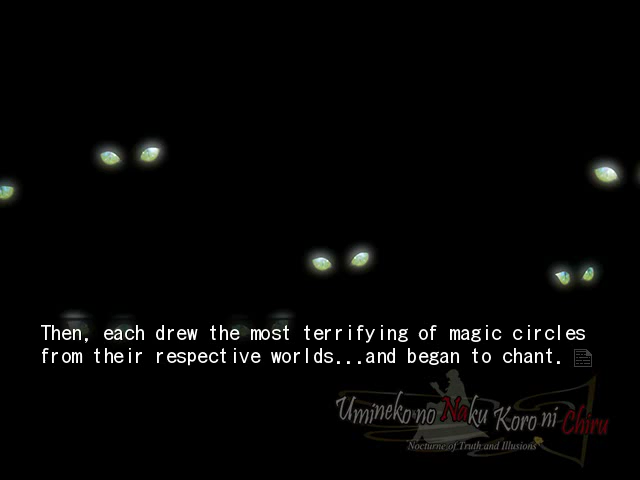 Then, each drew the most terrifying of magic circles
from their respective worlds...and began to chant.
Umineko no Naku Koro ni Chiru
Nocturne of Truth and Illusions